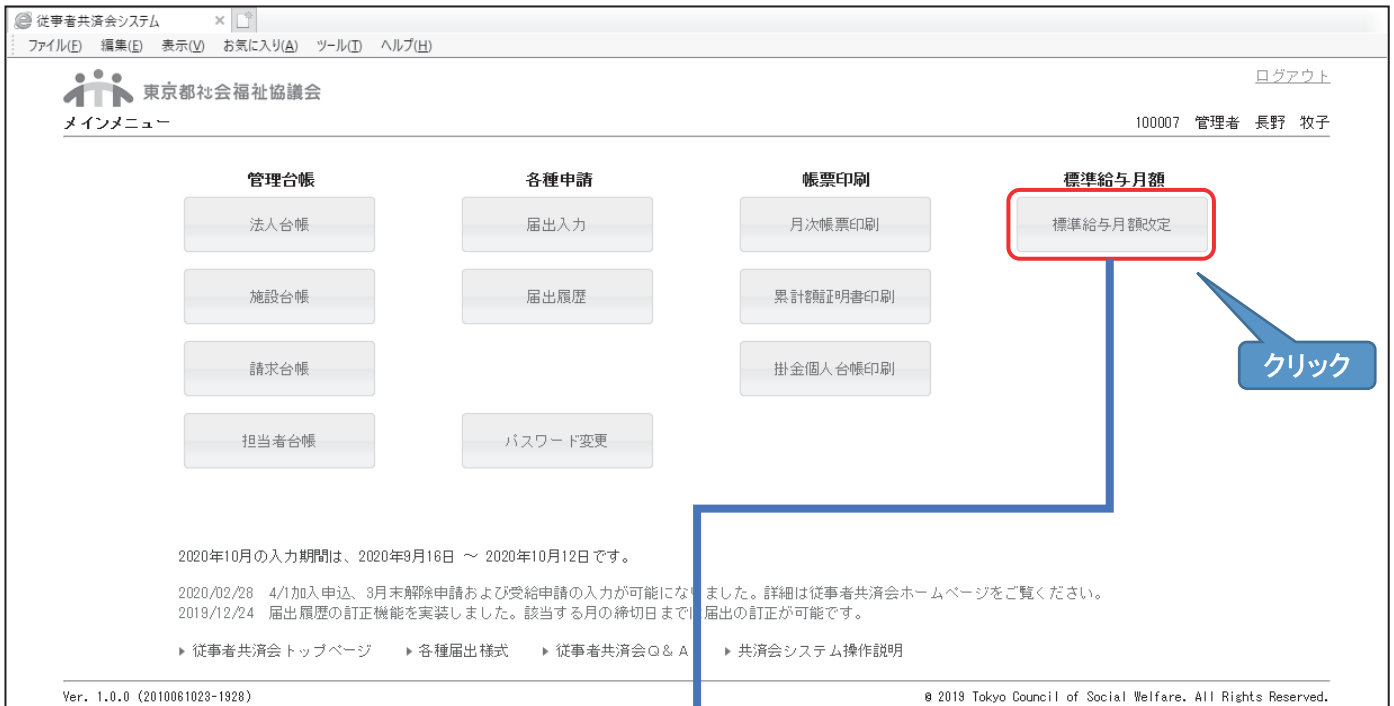 従事者共済会システム
ファイル(F) 編集(E) 表示(V) お気に入り(A) ツール(T) ヘルプ(H)
ログアウト
東京都社会福祉協議会
メインメニュー
100007 管理者 長野 牧子
管理台帳 各種申請 帳票印刷 標準給与月額
法人台帳 届出入力 月次帳票印刷 標準給与月額改定
施設台帳 届出履歴 累計額証明書印刷
クリック
請求台帳 掛金個人台帳印刷
担当者台帳 パスワード変更
2020年10月の入力期間は、2020年9月16日 ～ 2020年10月12日です。
2020/02/28 4/1加入申込、3月末解除申請および受給申請の入力が可能になりました。詳細は従事者共済会ホームページをご覧ください。
2019/12/24 届出履歴の訂正機能を実装しました。該当する月の締切日まで 届出の訂正が可能です。
従事者共済会トップページ 各種届出様式 従事者共済会Q&A 共済会システム操作説明
Ver. 1.0.0 (2010061023-1928)
© 2019 Tokyo Council of Social Welfare. All Rights Reserved.